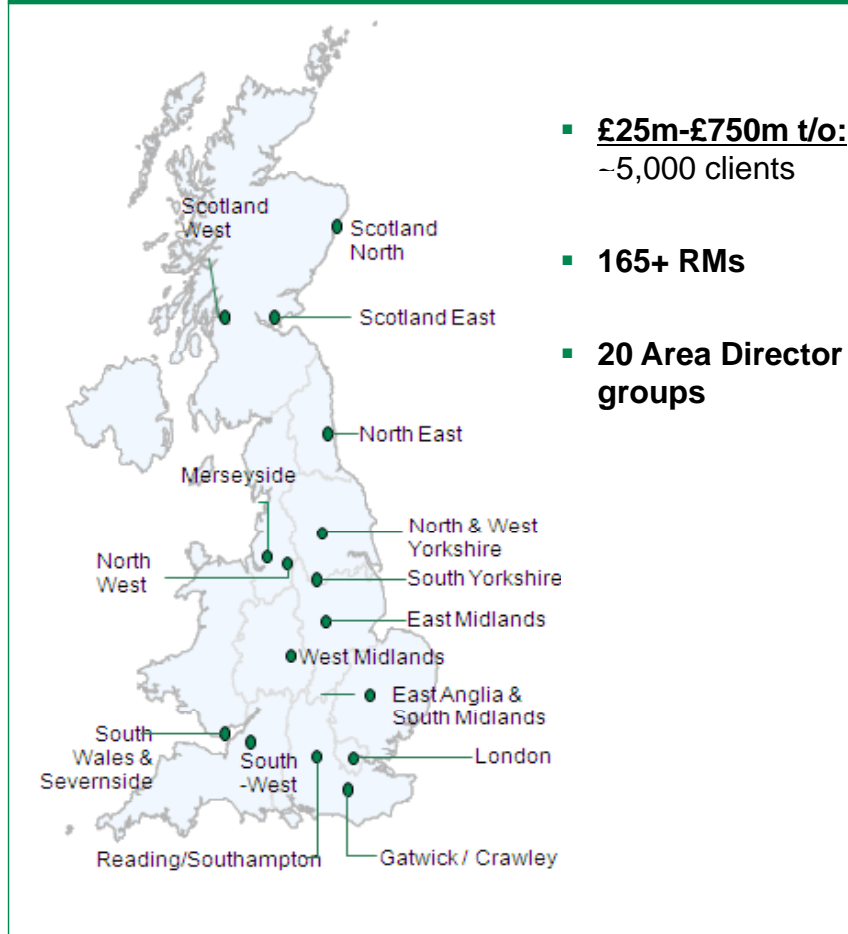 ▪ £25m-£750m t/o:
~5,000 clients
▪ 165+ RMs
▪ 20 Area Director
groups
Scotland
West
Scotland
North
Scotland East
North East
Merseyside
North & West
Yorkshire
North
West
South Yorkshire
East Midlands
West Midlands
East Anglia &
South Midlands
South
Wales &
Severnside
South
-West
London
Reading/Southampton
Gatwick / Crawley